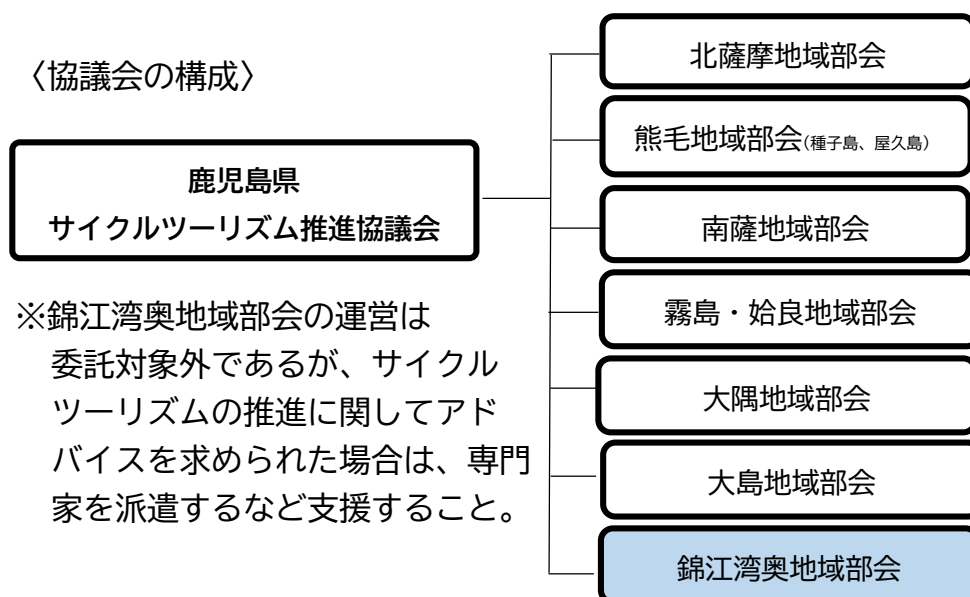 〈協議会の構成〉
鹿児島県
サイクルツーリズム推進協議会
※錦江湾奥地域部会の運営は
委託対象外であるが、サイクル
ツーリズムの推進に関してアド
バイスを求められた場合は、専門
家を派遣するなど支援すること。
北薩摩地域部会
熊毛地域部会(種子島、屋久島)
南薩地域部会
霧島・姶良地域部会
大隅地域部会
大島地域部会
錦江湾奥地域部会